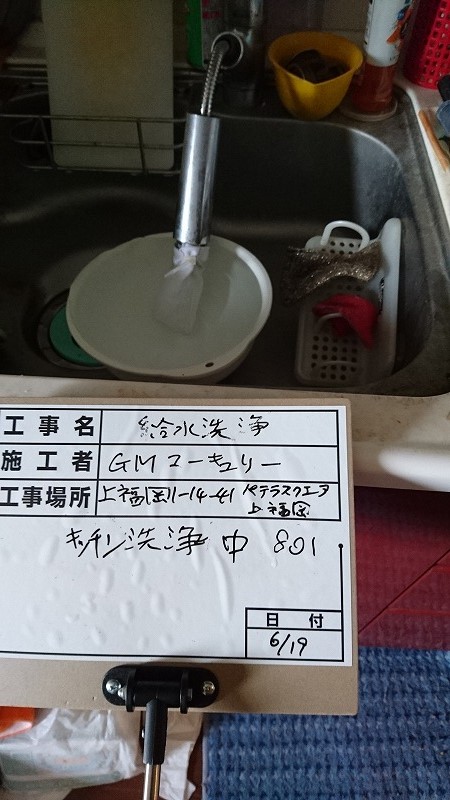 工事名 給水洗浄
施工者 GMマーキュリー
工事場所 上福岡1-14-41 パテラスクエア
上福岡
キッチン洗浄 中 801
日付
6/19